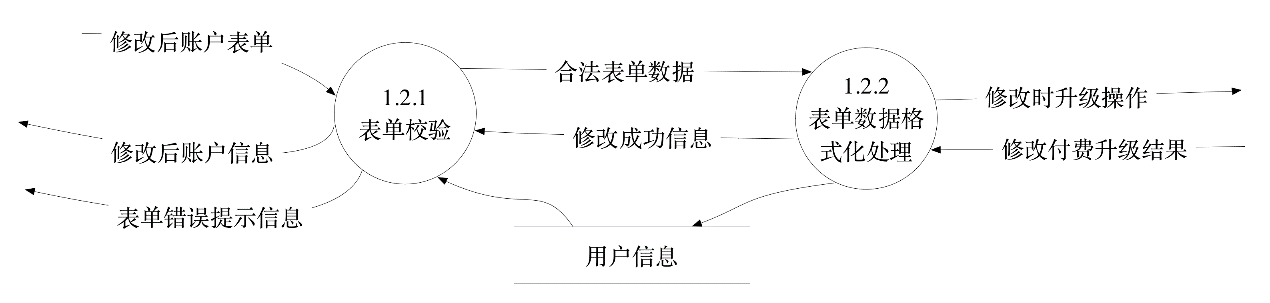 修改后账户表单
合法表单数据
1.2.1
表单校验
1.2.2
表单数据格
式化处理
修改时升级操作
修改成功信息
修改后账户信息
修改付费升级结果
表单错误提示信息
用户信息